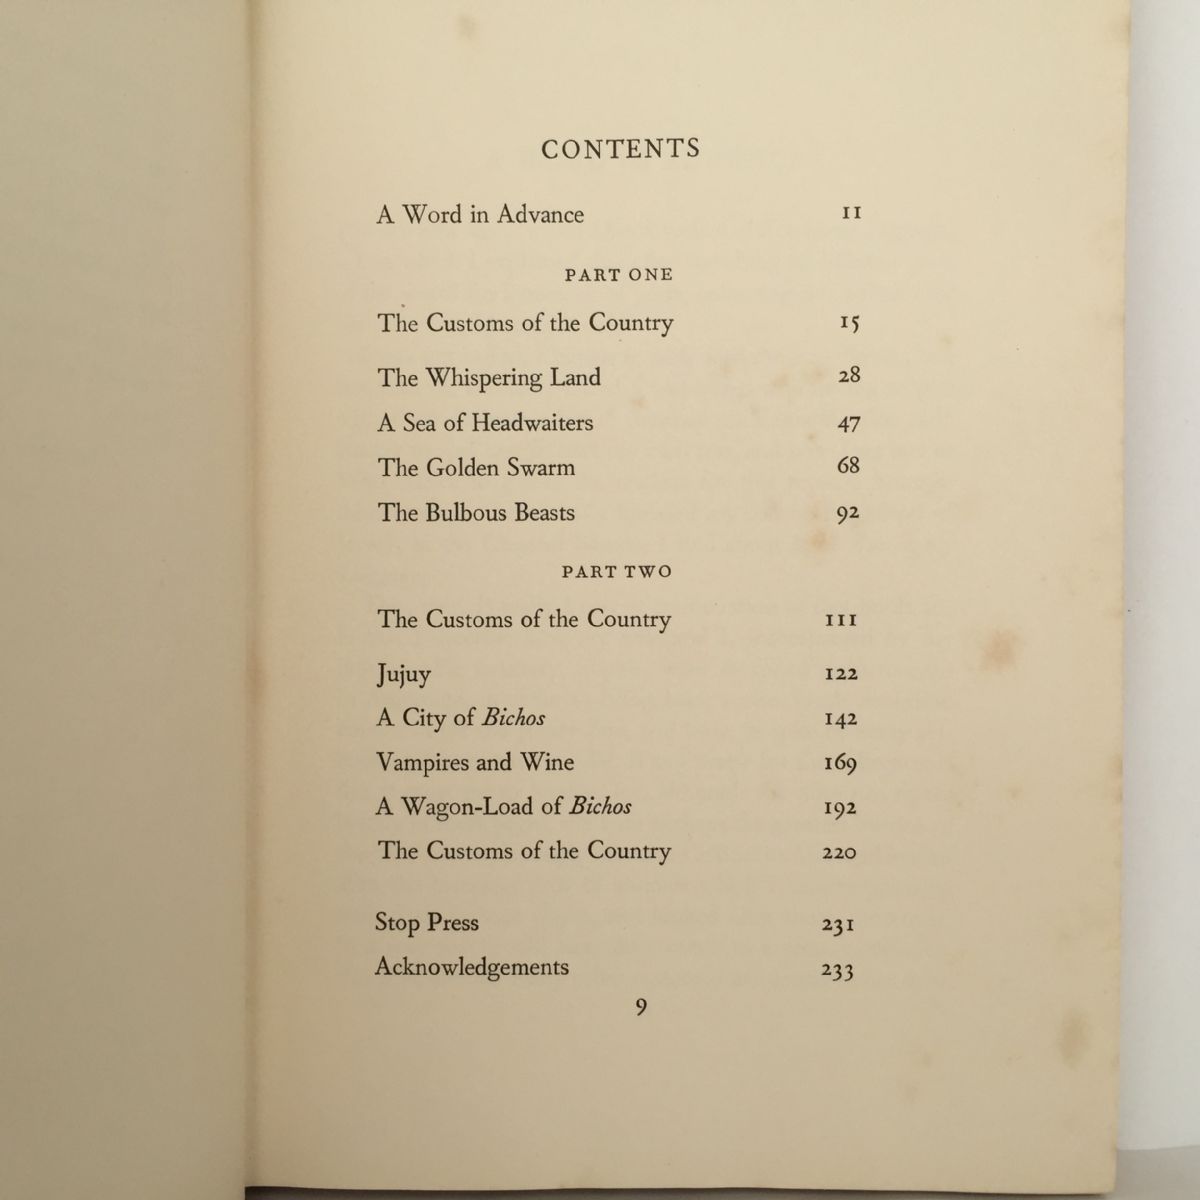 CONTENTS
A Word in Advance 11
PART ONE
The Customs of the Country 15
The Whispering Land 28
A Sea of Headwaiters 47
The Golden Swarm 68
The Bulbous Beasts 92
PART TWO
The Customs of the Country 111
Jujuy 122
A City of Bichos 142
Vampires and Wine 169
A Wagon-Load of Bichos 192
The Customs of the Country 220
Stop Press 231
Acknowledgements 233
9